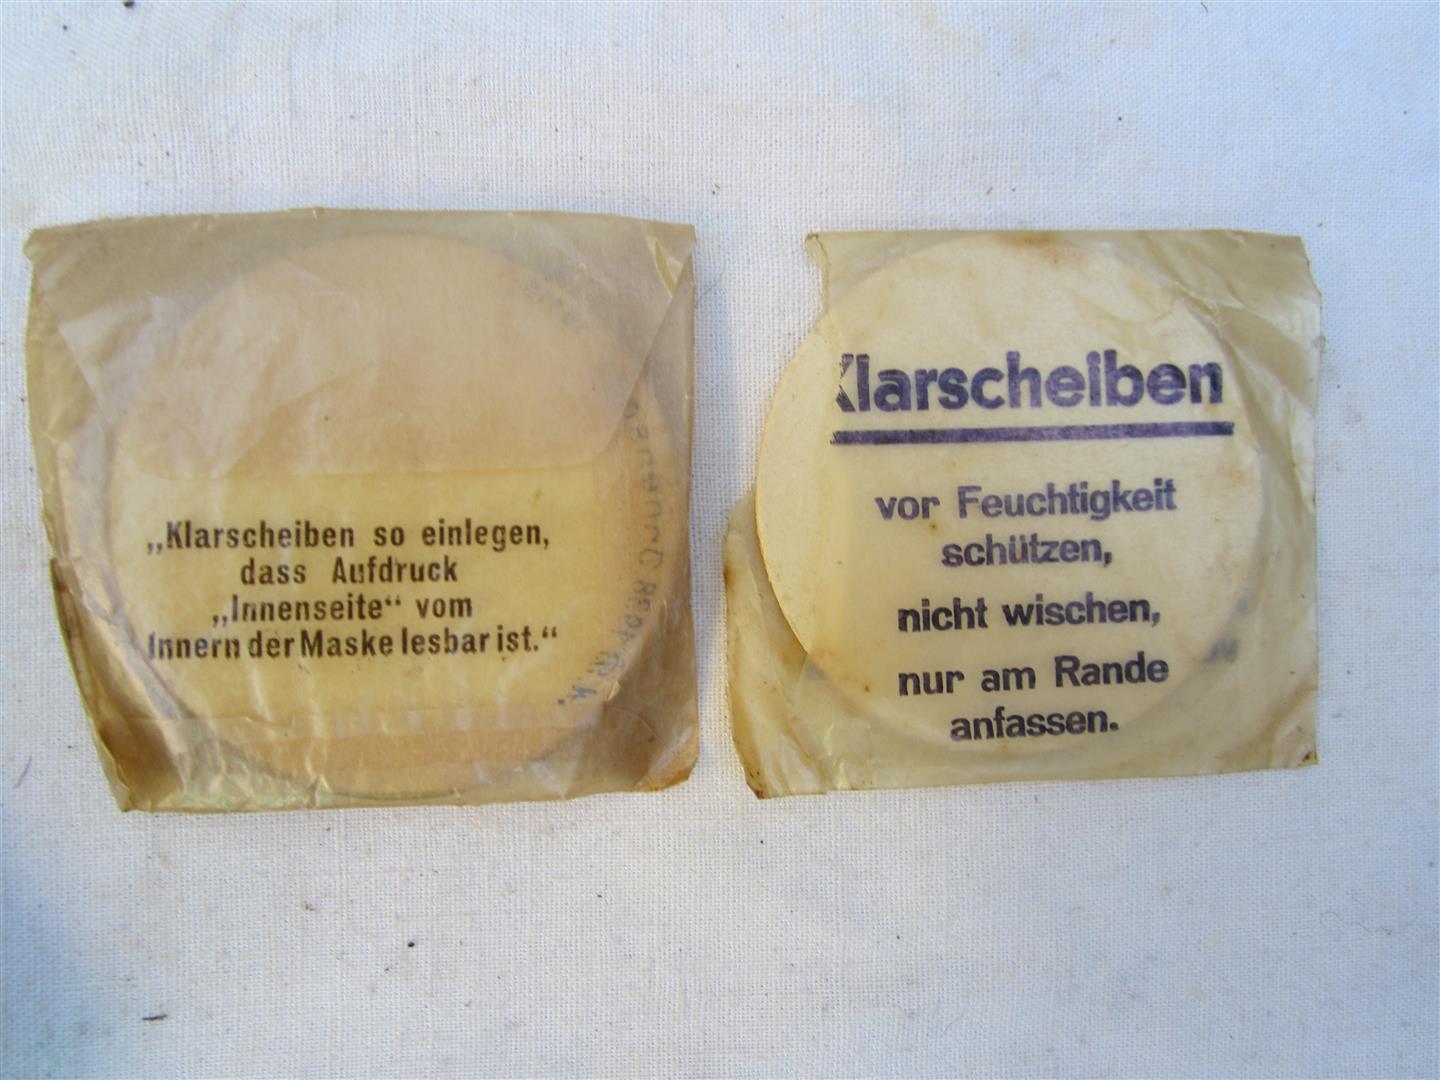 „Klarscheiben so einlegen,
dass Aufdruck
„Innenseite“ vom
Innern der Maske lesbar ist.“
Klarscheiben
vor Feuchtigkeit
schützen,
nicht wischen,
nur am Rande
anfassen.